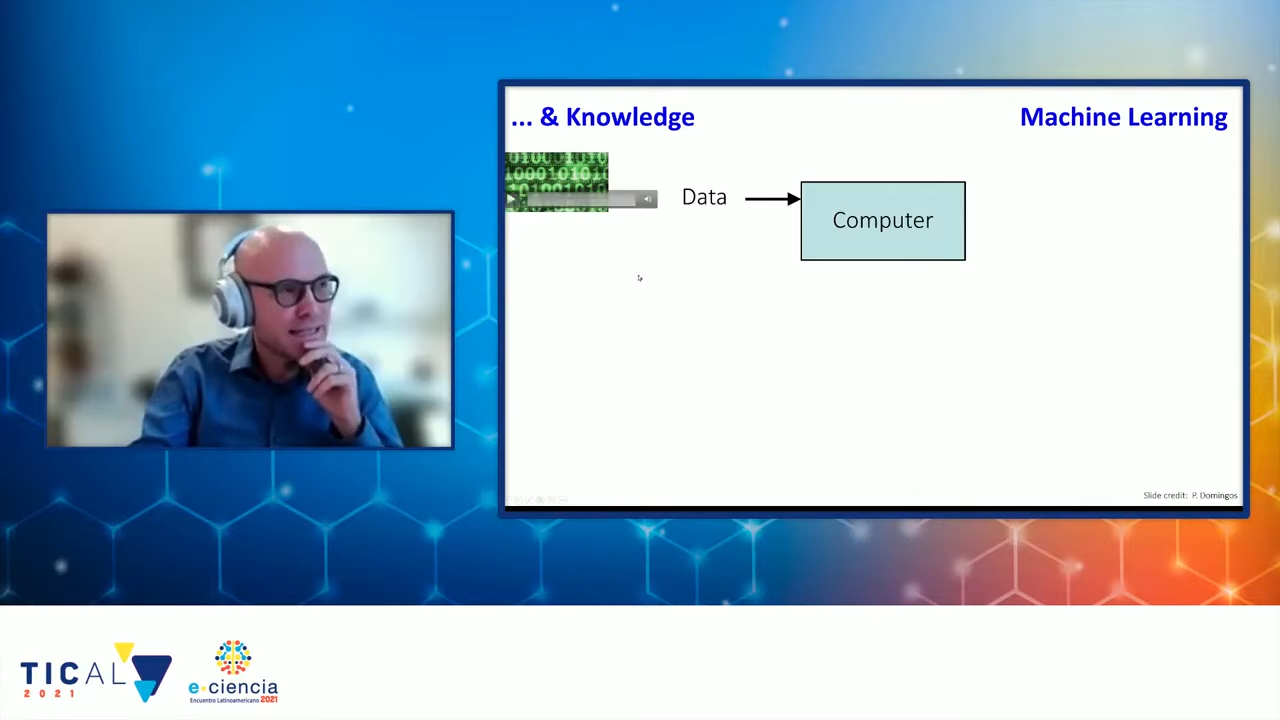 ... & Knowledge
Machine Learning
Data
Computer
Slide credit: P. Domingos
TICAL
2021
e-ciencia
Encuentro Latinoamericano 2021